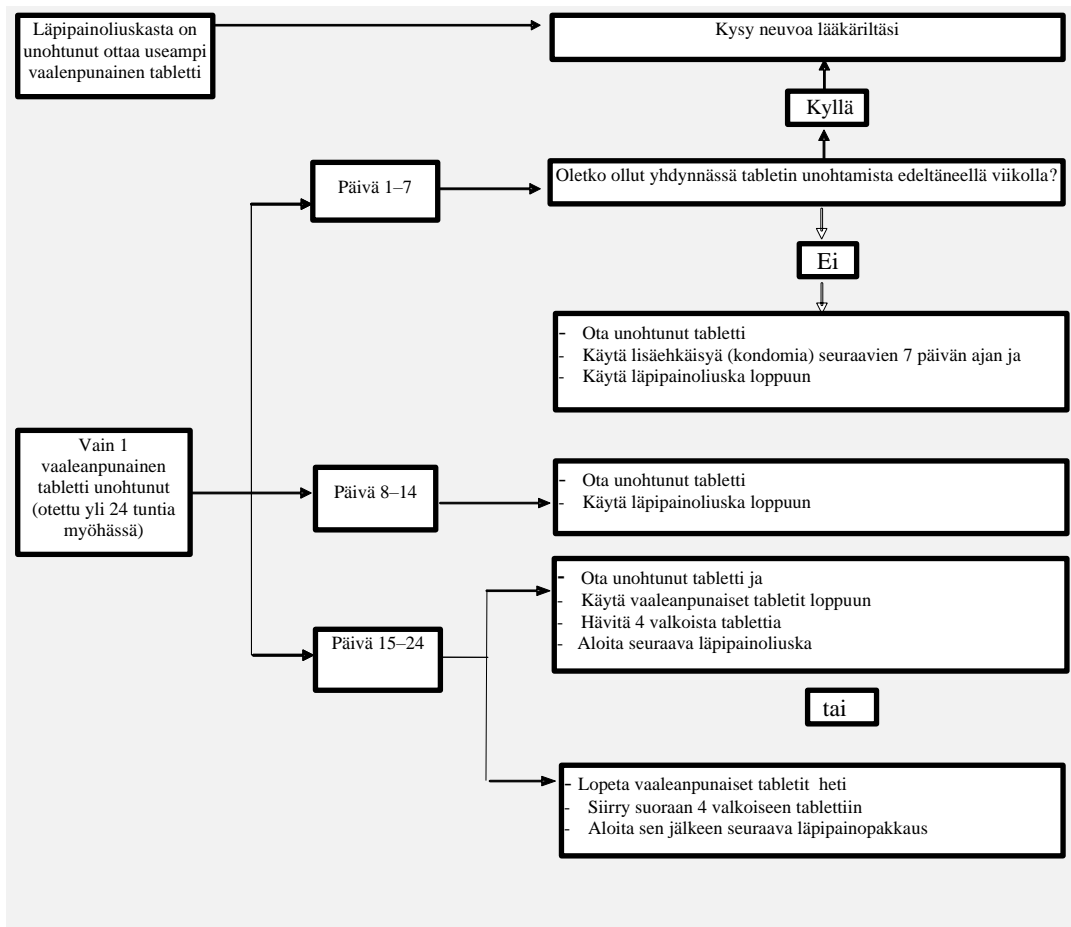 Läpipainoliuskasta on
unohtunut ottaa useampi
vaalenpunainen tabletti
Kysy neuvoa lääkäriltäsi
Kyllä
Päivä 1–7
Oletko ollut yhdynnässä tabletin unohtamista edeltäneellä viikolla?
Ei
- Ota unohtunut tabletti
- Käytä lisäehkäisyä (kondomia) seuraavien 7 päivän ajan ja
- Käytä läpipainoliuska loppuun
Vain 1
vaaleanpunainen
tabletti unohtunut
(otettu yli 24 tuntia
myöhässä)
Päivä 8–14
- Ota unohtunut tabletti
- Käytä läpipainoliuska loppuun
Päivä 15–24
- Ota unohtunut tabletti ja
- Käytä vaaleanpunaiset tabletit loppuun
- Hävitä 4 valkoista tablettia
- Aloita seuraava läpipainoliuska
tai
- Lopeta vaaleanpunaiset tabletit heti
- Siirry suoraan 4 valkoiseen tablettiin
- Aloita sen jälkeen seuraava läpipainopakkaus